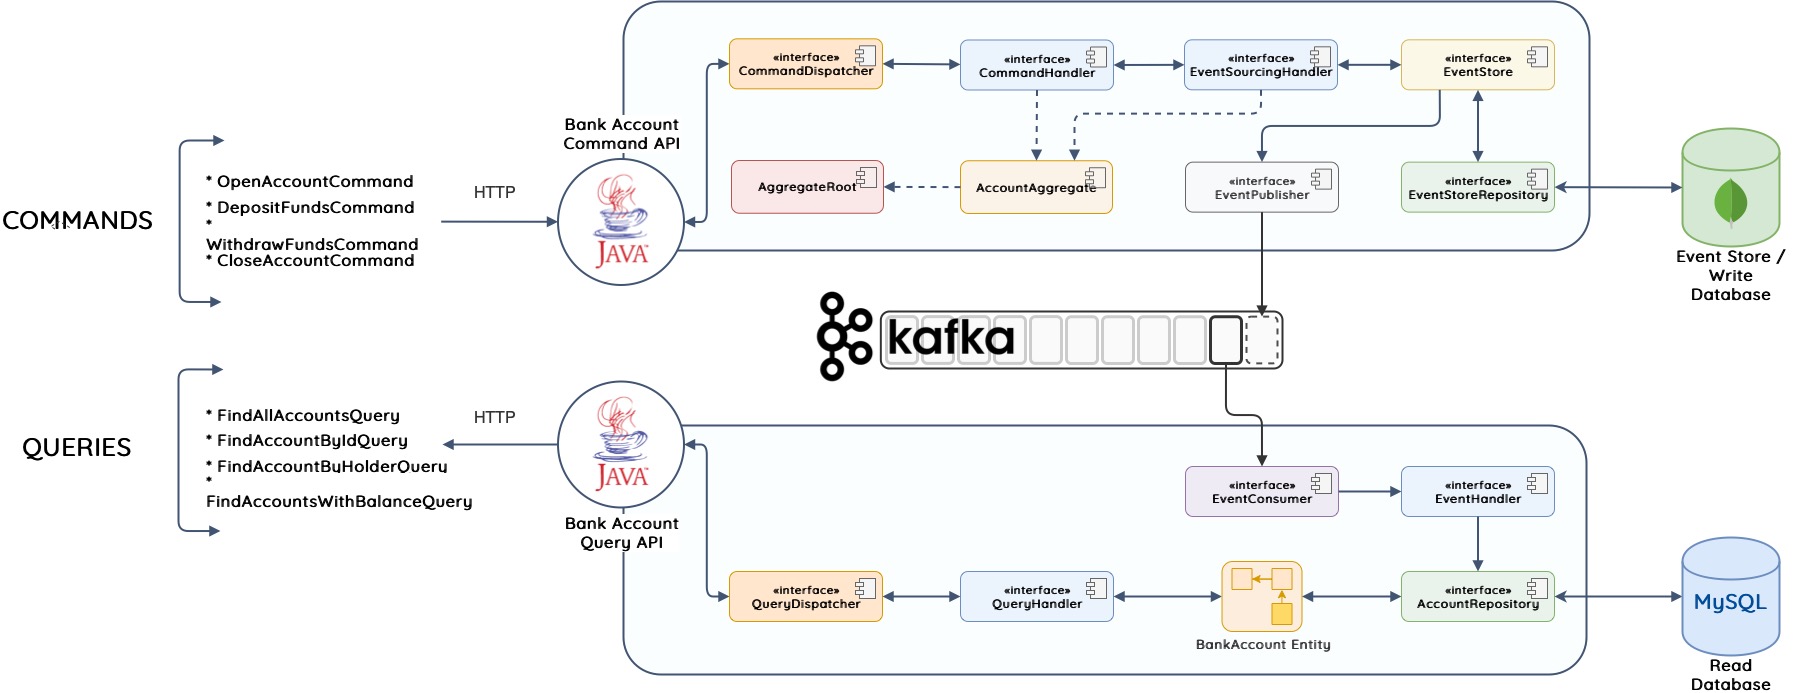 Bank Account
Command API
COMMANDS
* OpenAccountCommand
* DepositFundsCommand
*
WithdrawFundsCommand
* CloseAccountCommand
HTTP
JAVA™
«interface»
CommandDispatcher
«interface»
CommandHandler
«interface»
EventSourcingHandler
«interface»
EventStore
AggregateRoot
AccountAggregate
«interface»
EventPublisher
«interface»
EventStoreRepository
Event Store /
Write
Database
kafka
QUERIES
* FindAllAccountsQuery
* FindAccountByIdQuery
* FindAccountByHolderQuery
*
FindAccountsWithBalanceQuery
HTTP
JAVA™
Bank Account
Query API
«interface»
EventConsumer
«interface»
EventHandler
«interface»
QueryDispatcher
«interface»
QueryHandler
BankAccount Entity
«interface»
AccountRepository
MySQL
Read
Database